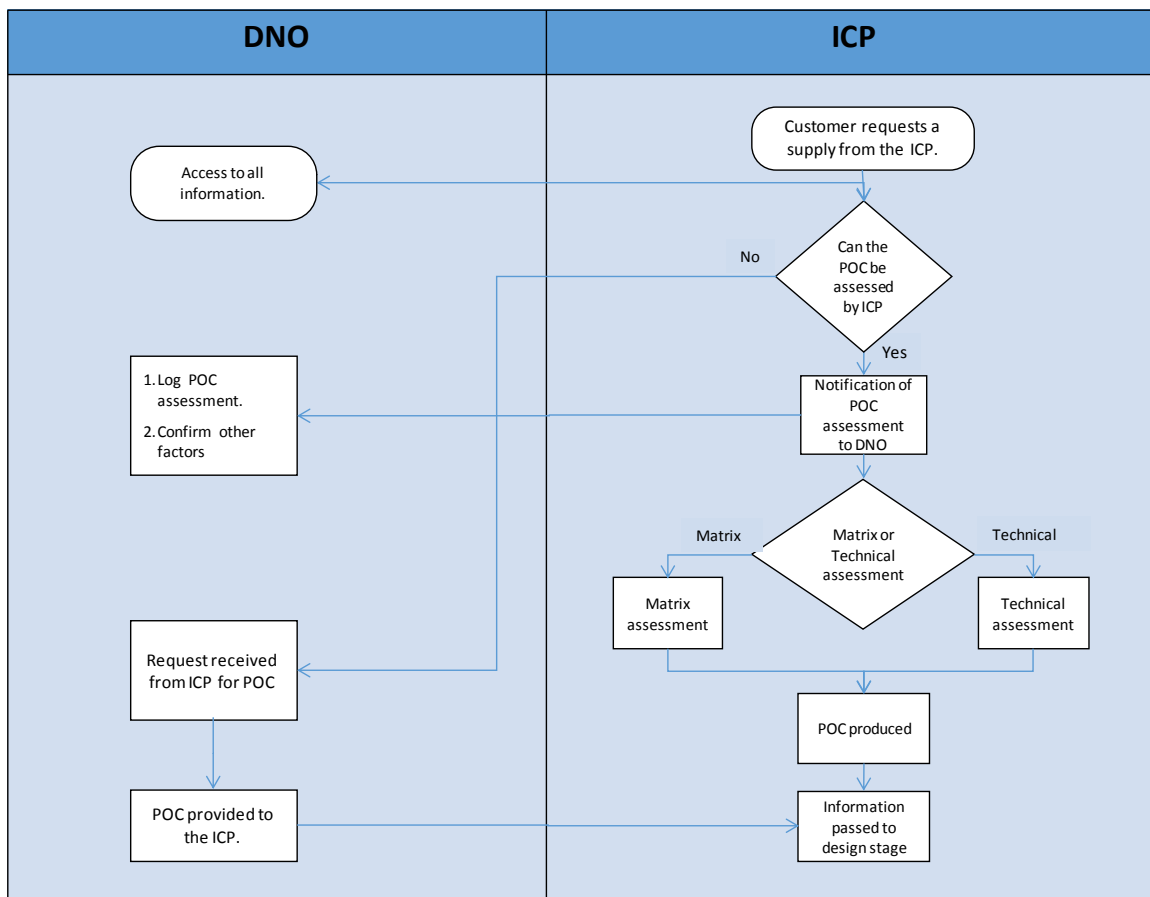 DNO
ICP
Customer requests a
supply from the ICP.
Access to all
information.
Can the
POC be
assessed
by ICP
No
Yes
1. Log POC
assessment.
2. Confirm other
factors
Notification of
POC
assessment
to DNO
Matrix
Matrix or
Technical
assessment
Technical
Matrix
assessment
Technical
assessment
Request received
from ICP for POC
POC produced
POC provided to
the ICP.
Information
passed to
design stage